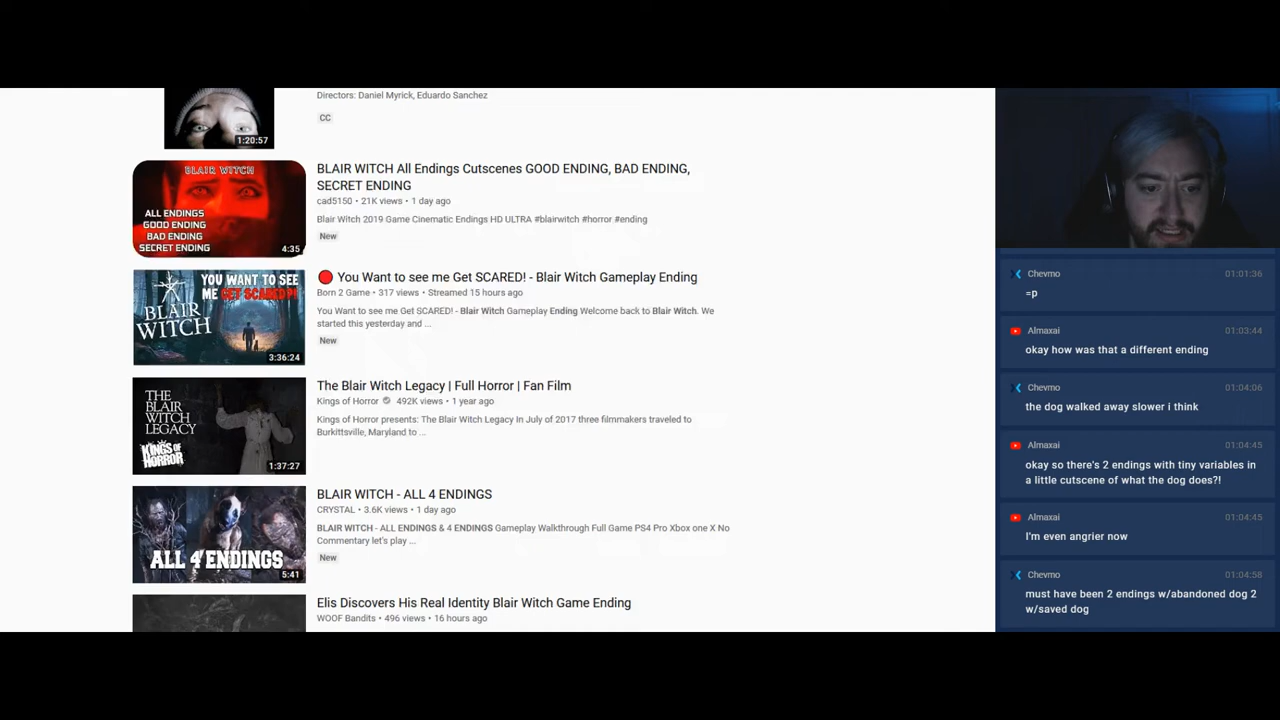 Directors: Daniel Myrick, Eduardo Sanchez
CC
1:20:57
BLAIR WITCH
ALL ENDINGS
GOOD ENDING
BAD ENDING
SECRET ENDING
4:35
BLAIR WITCH All Endings Cutscenes GOOD ENDING, BAD ENDING,
SECRET ENDING
cad5150 • 21K views • 1 day ago
Blair Witch 2019 Game Cinematic Endings HD ULTRA #blairwitch #horror #ending
New
YOU WANT TO SEE
ME GET SCARED?!
BLAIR
WITCH
3:36:24
You Want to see me Get SCARED! - Blair Witch Gameplay Ending
Born 2 Game • 317 views • Streamed 15 hours ago
You Want to see me Get SCARED! - Blair Witch Gameplay Ending Welcome back to Blair Witch. We
started this yesterday and ...
New
THE
BLAIR
WITCH
LEGACY
KINGS OF
HORROR
1:37:27
The Blair Witch Legacy | Full Horror | Fan Film
Kings of Horror 492K views • 1 year ago
Kings of Horror presents: The Blair Witch Legacy In July of 2017 three filmmakers traveled to
Burkittsville, Maryland to ...
ALL 4 ENDINGS
5:41
BLAIR WITCH - ALL 4 ENDINGS
CRYSTAL • 3.6K views • 1 day ago
BLAIR WITCH - ALL ENDINGS & 4 ENDINGS Gameplay Walkthrough Full Game PS4 Pro Xbox one X No
Commentary let's play ...
New
Elis Discovers His Real Identity Blair Witch Game Ending
WOOF Bandits • 496 views • 16 hours ago
Chevmo 01:01:36
=p
Almaxai 01:03:44
okay how was that a different ending
Chevmo 01:04:06
the dog walked away slower i think
Almaxai 01:04:45
okay so there's 2 endings with tiny variables in
a little cutscene of what the dog does?!
Almaxai 01:04:45
I'm even angrier now
Chevmo 01:04:58
must have been 2 endings w/abandoned dog 2
w/saved dog